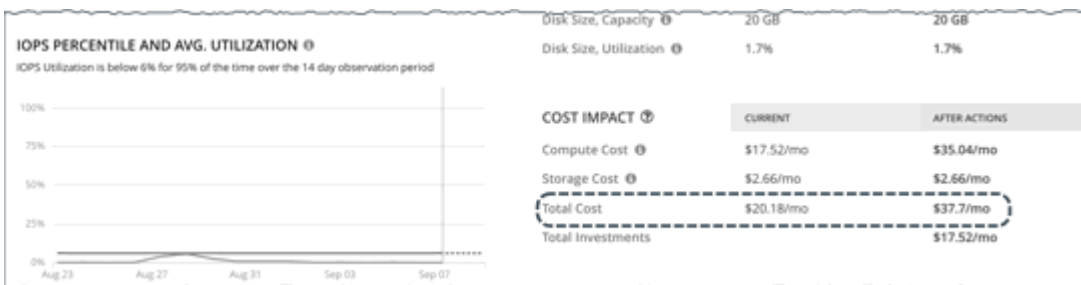 Disk Size, Capacity 20 GB 20 GB
IOPS PERCENTILE AND AVG. UTILIZATION
IOPS Utilization is below 6% for 95% of the time over the 14 day observation period
100%
75%
50%
25%
0%
Aug 23 Aug 27 Aug 31 Sep 03 Sep 07
Disk Size, Utilization 1.7% 1.7%
COST IMPACT CURRENT AFTER ACTIONS
Compute Cost $17.52/mo $35.04/mo
Storage Cost $2.66/mo $2.66/mo
Total Cost $20.18/mo $37.7/mo
Total Investments $17.52/mo